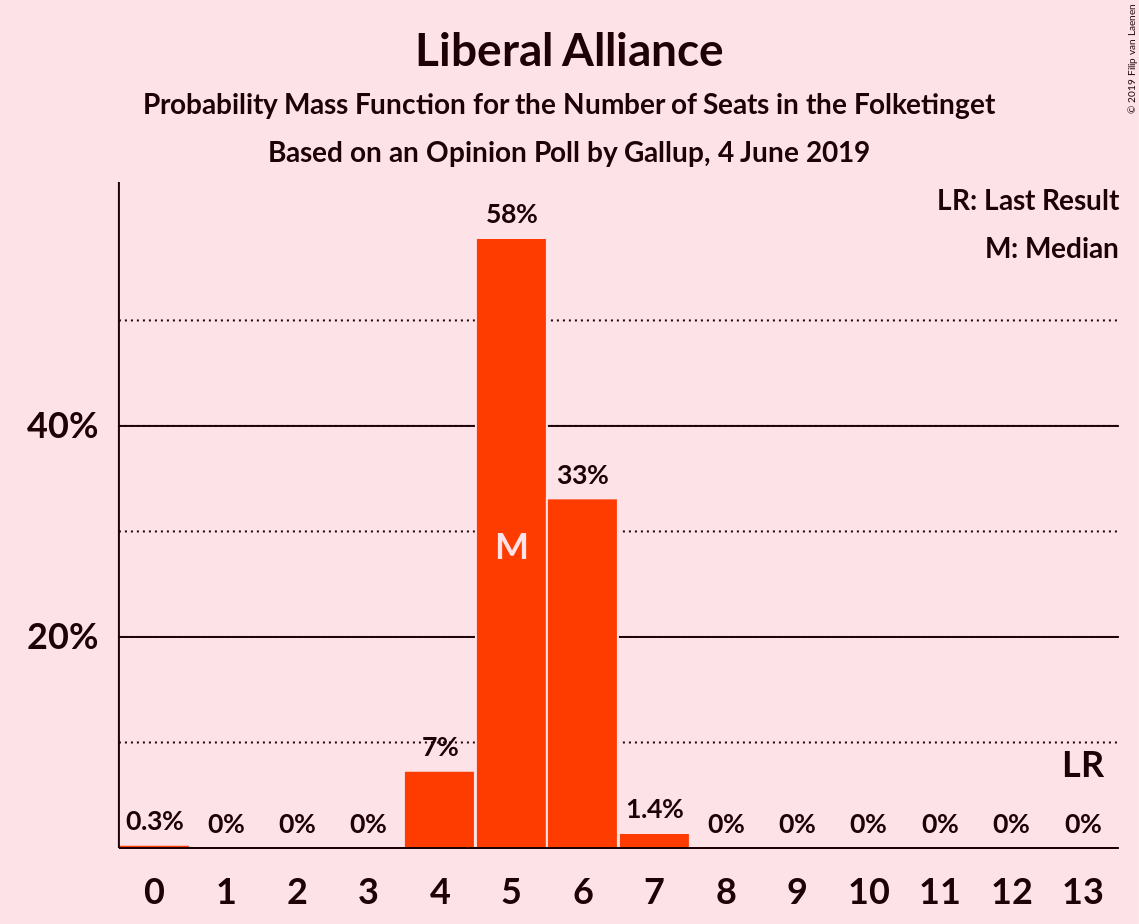 Liberal Alliance
Probability Mass Function for the Number of Seats in the Folketinget
Based on an Opinion Poll by Gallup, 4 June 2019
© 2019 Filip van Laenen
LR: Last Result
M: Median
58%
40%
33%
M
20%
7%
LR
0.3% 0% 0% 0% 1.4% 0% 0% 0% 0% 0% 0%
0 1 2 3 4 5 6 7 8 9 10 11 12 13